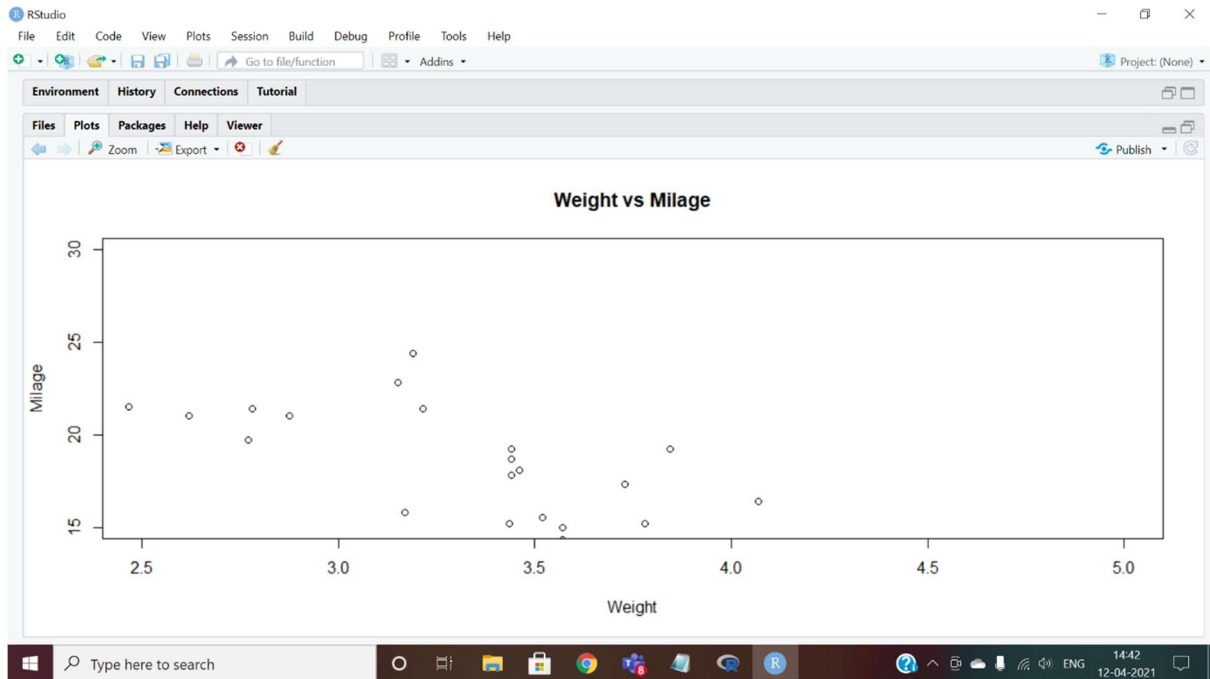 RStudio
File Edit Code View Plots Session Build Debug Profile Tools Help
Go to file/function Addins Project: (None)
Environment History Connections Tutorial
Files Plots Packages Help Viewer
Zoom Export Publish
Weight vs Milage
30
25
20
15
Milage
2.5 3.0 3.5 4.0 4.5 5.0
Weight
Type here to search 8 R ENG 14:42
12-04-2021